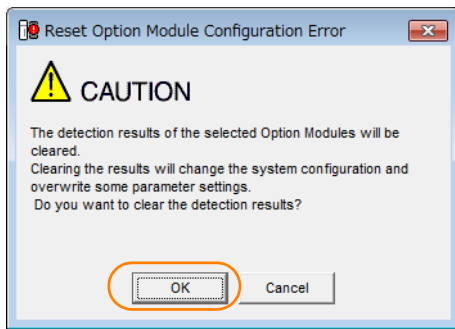 Reset Option Module Configuration Error
CAUTION
The detection results of the selected Option Modules will be
cleared.
Clearing the results will change the system configuration and
overwrite some parameter settings.
Do you want to clear the detection results?
OK
Cancel